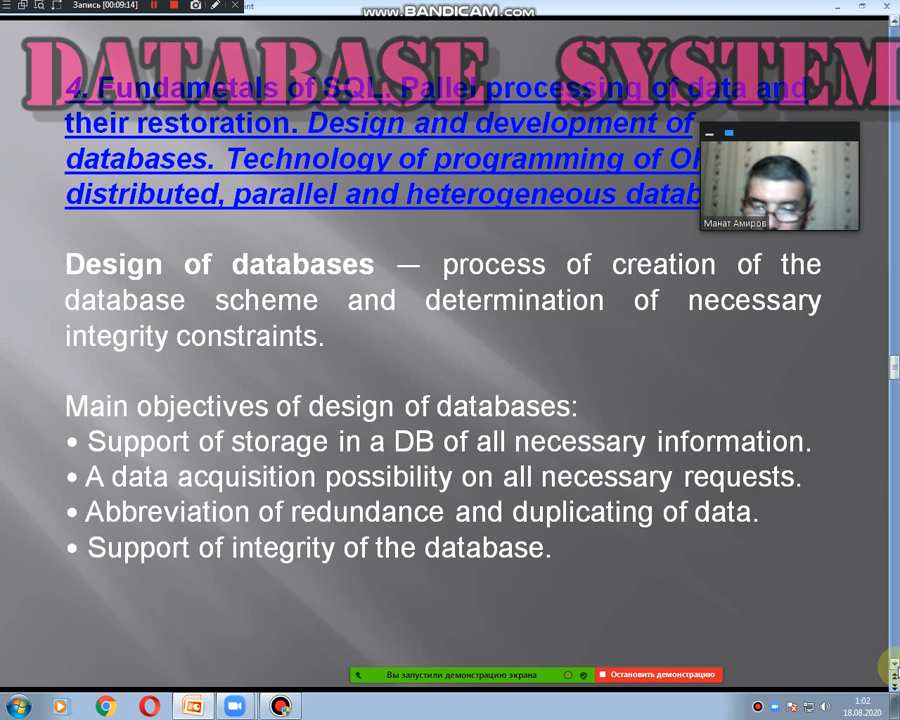 Запись [00:09:14]
int
www.BANDICAM.com
DATABASE SYSTEM
4. Fundametals of SQL. Pallel processing of data and
their restoration. Design and development of
databases. Technology of programming of
distributed, parallel and heterogeneous datab
Манат Амиров
Design of databases — process of creation of the
database scheme and determination of necessary
integrity constraints.
Main objectives of design of databases:
• Support of storage in a DB of all necessary information.
• A data acquisition possibility on all necessary requests.
• Abbreviation of redundance and duplicating of data.
• Support of integrity of the database.
Вы запустили демонстрацию экрана
Остановить демонстрацию
1:02
18.08.2020